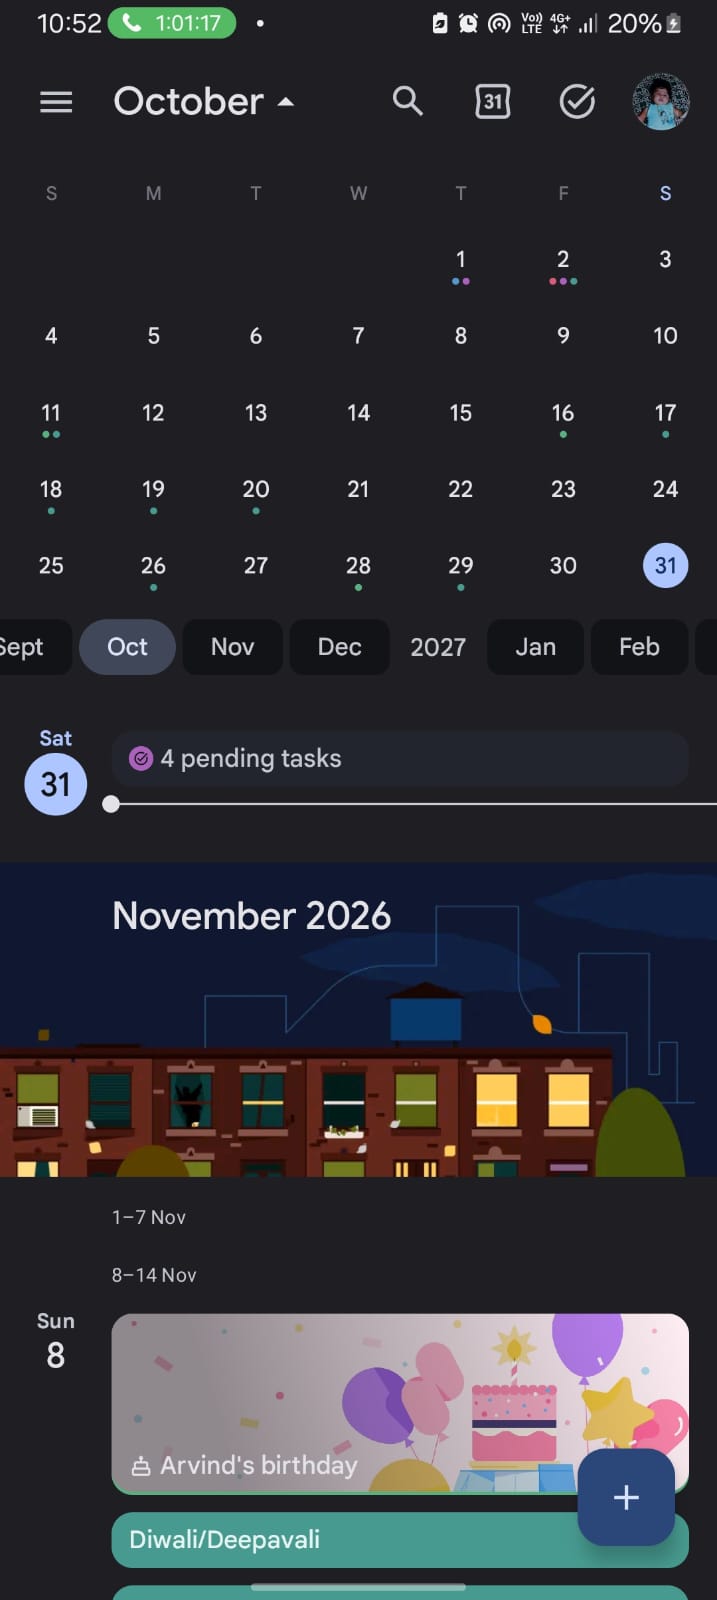 10:52 1:01:17 Vo)) LTE 4G+ 20%
October 31
S M T W T F S
1 2 3
4 5 6 7 8 9 10
11 12 13 14 15 16 17
18 19 20 21 22 23 24
25 26 27 28 29 30 31
Sept Oct Nov Dec 2027 Jan Feb
Sat
31
4 pending tasks
November 2026
1–7 Nov
8–14 Nov
Sun
8
Arvind's birthday
Diwali/Deepavali